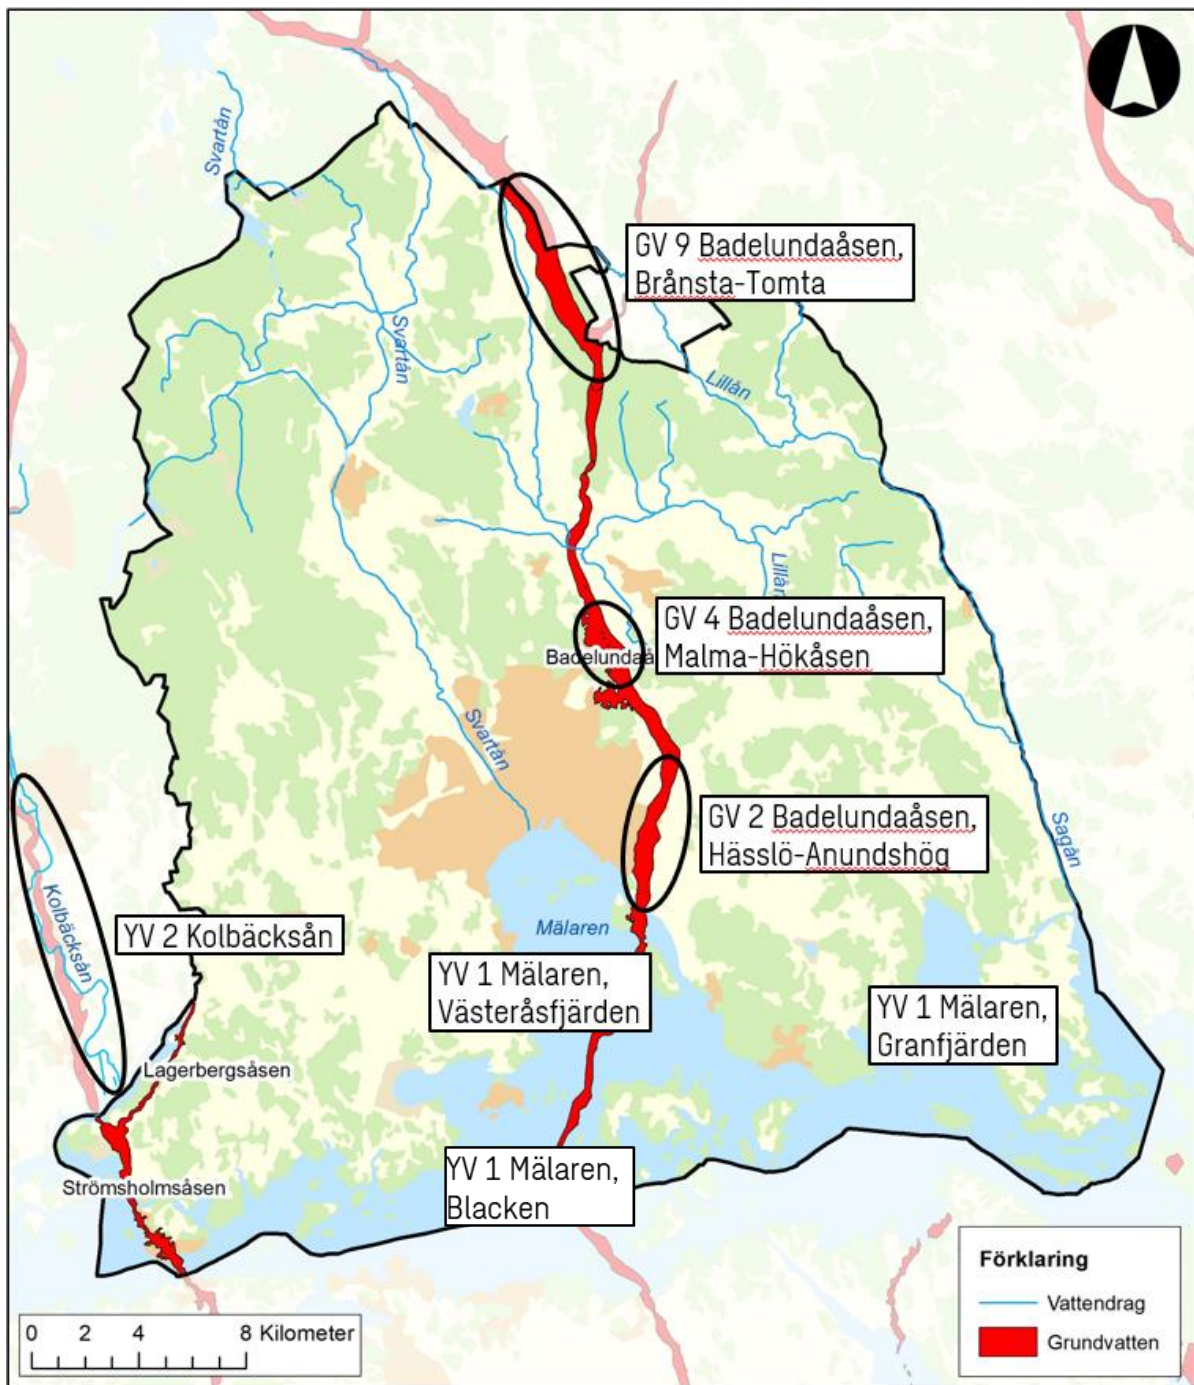 Svartån
GV 9 Badelundaåsen,
Brånsta-Tomta
Svartån
Lillån
Lillån
GV 4 Badelundaåsen,
Malma-Hökåsen
Badelundaå
Svartån
GV 2 Badelundaåsen,
Hässlö-Anundshög
Sagån
Kolbäcksån
YV 2 Kolbäcksån
Mälaren
YV 1 Mälaren,
Västeråsfjärden
YV 1 Mälaren,
Granfjärden
Lagerbergsåsen
YV 1 Mälaren,
Blacken
Strömsholmsåsen
Förklaring
Vattendrag
Grundvatten
0 2 4 8 Kilometer